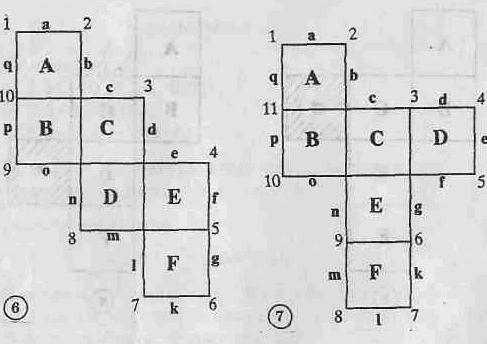 1 a 2
q A b
10 c 3
p B C d
9 o e 4
n D E f
8 m 5
l F g
7 k 6
6
1 a 2
q A b
11 c 3 d 4
p B C D e
10 o f 5
n E g
9 6
m F k
8 l 7
7